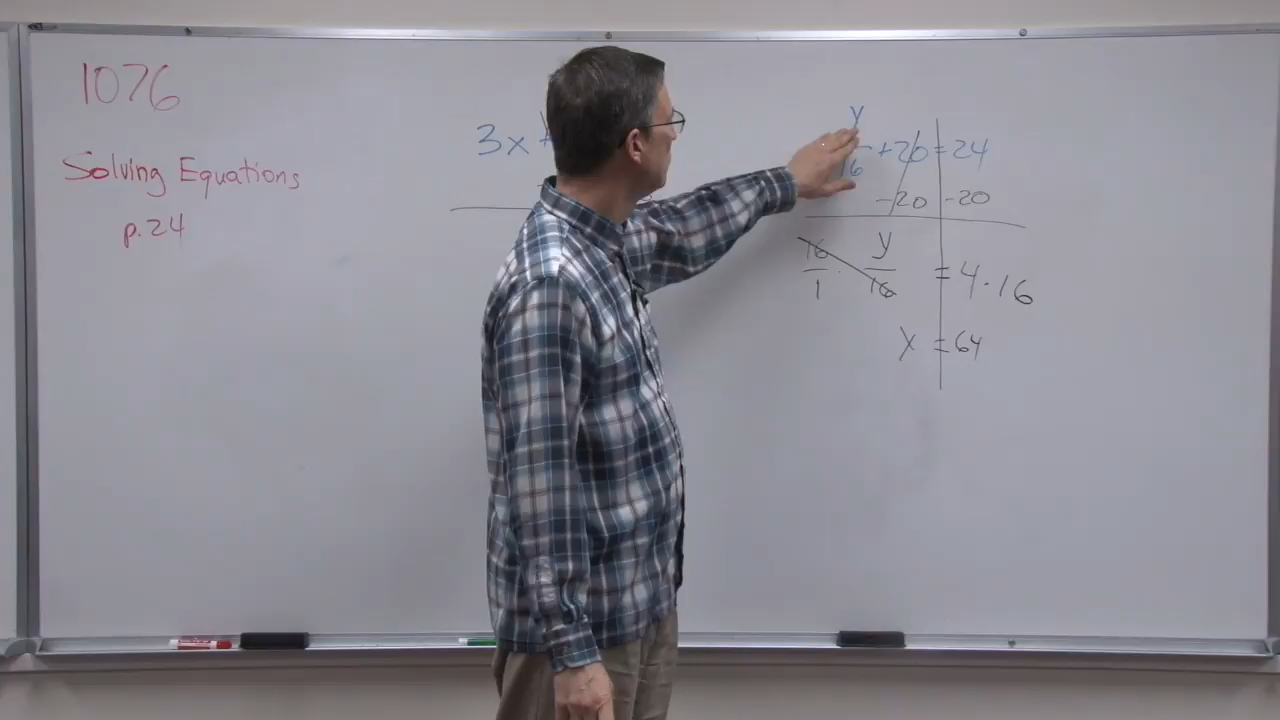 1076
Solving Equations
p.24
3x +
y
16 +20 = 24
-20 -20
16 y
1 · 16 = 4·16
x = 64